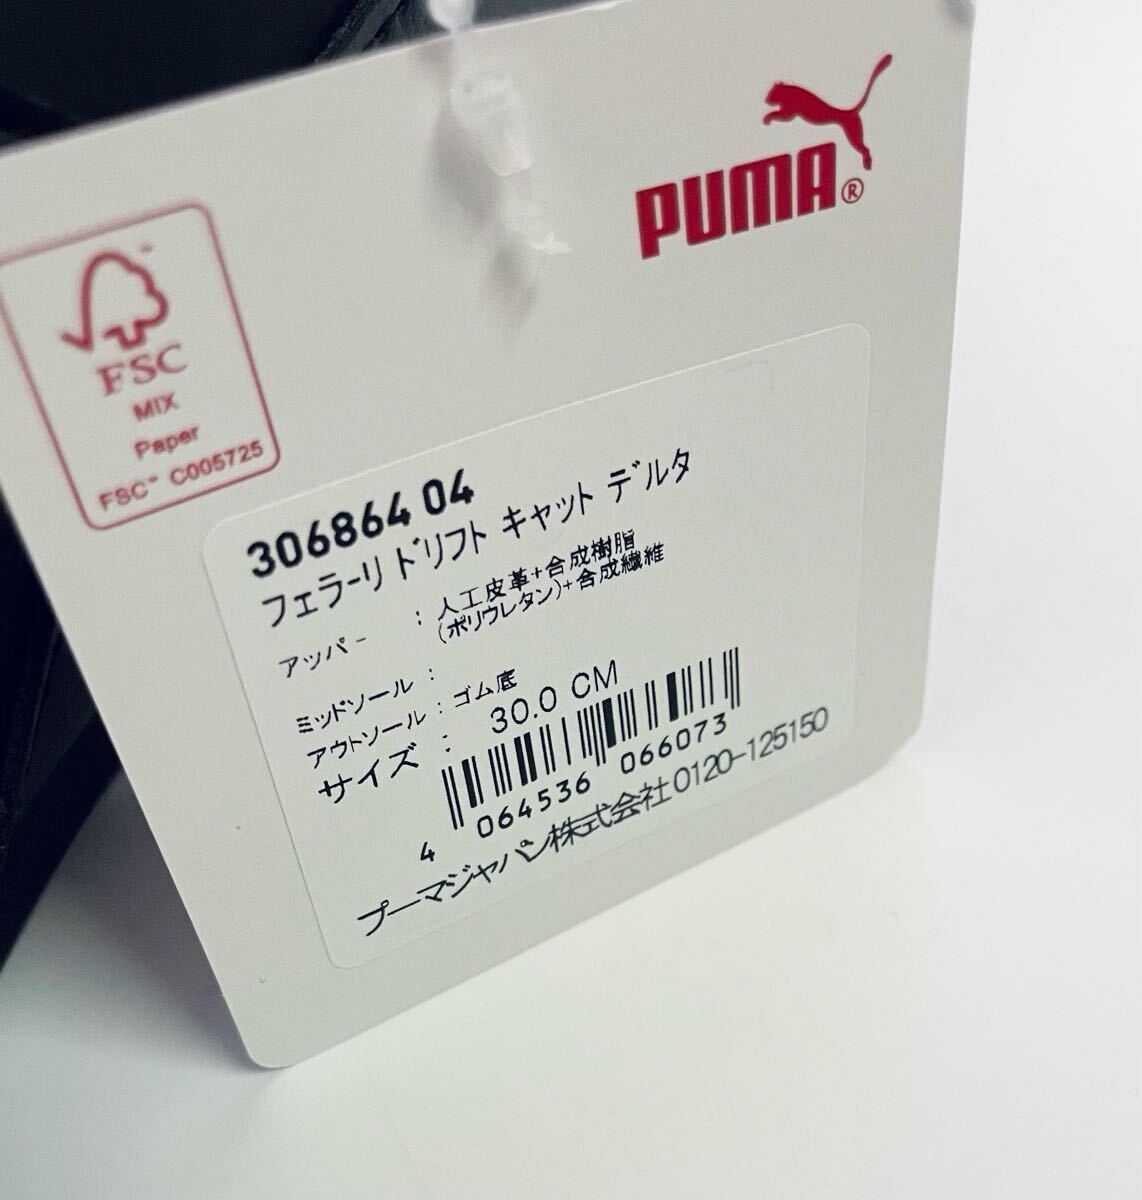 PUMA®
FSC
MIX
Paper
FSC™ C005725
306864 04
フェラーリ ドリフト キャット デルタ
アッパー : 人工皮革+合成樹脂
(ポリウレタン)+合成繊維
ミッドソール :
アウトソール : ゴム底
サイズ : 30.0 CM
4 064536 066073
プーマジャパン株式会社 0120-125150